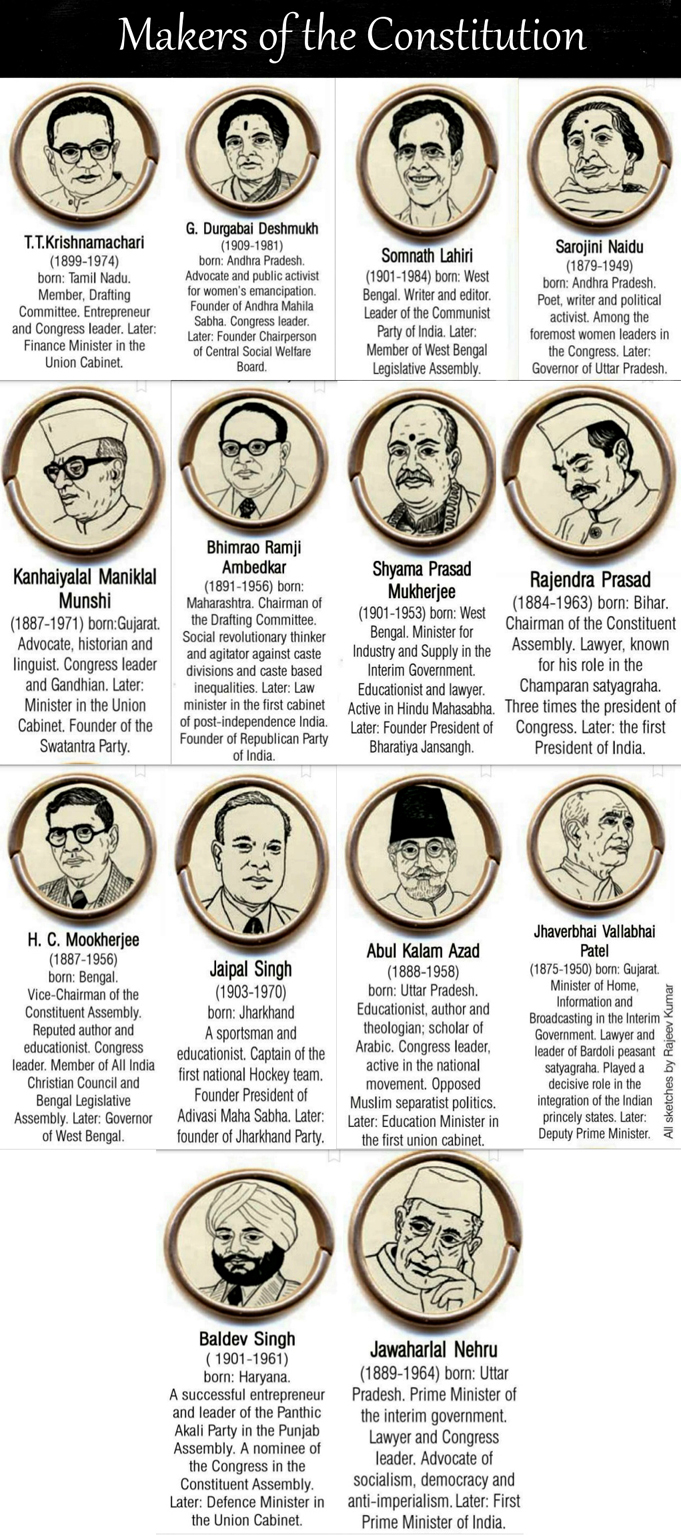 Makers of the Constitution
T.T.Krishnamachari
(1899-1974)
born: Tamil Nadu.
Member, Drafting
Committee. Entrepreneur
and Congress leader. Later:
Finance Minister in the
Union Cabinet.
G. Durgabai Deshmukh
(1909-1981)
born: Andhra Pradesh.
Advocate and public activist
for women's emancipation.
Founder of Andhra Mahila
Sabha. Congress leader.
Later: Founder Chairperson
of Central Social Welfare
Board.
Somnath Lahiri
(1901-1984) born: West
Bengal. Writer and editor.
Leader of the Communist
Party of India. Later:
Member of West Bengal
Legislative Assembly.
Sarojini Naidu
(1879-1949)
born: Andhra Pradesh.
Poet, writer and political
activist. Among the
foremost women leaders in
the Congress. Later:
Governor of Uttar Pradesh.
Kanhaiyalal Maniklal
Munshi
(1887-1971) born:Gujarat.
Advocate, historian and
linguist. Congress leader
and Gandhian. Later:
Minister in the Union
Cabinet. Founder of the
Swatantra Party.
Bhimrao Ramji
Ambedkar
(1891-1956) born:
Maharashtra. Chairman of
the Drafting Committee.
Social revolutionary thinker
and agitator against caste
divisions and caste based
inequalities. Later: Law
minister in the first cabinet
of post-independence India.
Founder of Republican Party
of India.
Shyama Prasad
Mukherjee
(1901-1953) born: West
Bengal. Minister for
Industry and Supply in the
Interim Government.
Educationist and lawyer.
Active in Hindu Mahasabha.
Later: Founder President of
Bharatiya Jansangh.
Rajendra Prasad
(1884-1963) born: Bihar.
Chairman of the Constituent
Assembly. Lawyer, known
for his role in the
Champaran satyagraha.
Three times the president of
Congress. Later: the first
President of India.
H. C. Mookherjee
(1887-1956)
born: Bengal.
Vice-Chairman of the
Constituent Assembly.
Reputed author and
educationist. Congress
leader. Member of All India
Christian Council and
Bengal Legislative
Assembly. Later: Governor
of West Bengal.
Jaipal Singh
(1903-1970)
born: Jharkhand
A sportsman and
educationist. Captain of the
first national Hockey team.
Founder President of
Adivasi Maha Sabha. Later:
founder of Jharkhand Party.
Abul Kalam Azad
(1888-1958)
born: Uttar Pradesh.
Educationist, author and
theologian; scholar of
Arabic. Congress leader,
active in the national
movement. Opposed
Muslim separatist politics.
Later: Education Minister in
the first union cabinet.
Jhaverbhai Vallabhai
Patel
(1875-1950) born: Gujarat.
Minister of Home,
Information and
Broadcasting in the Interim
Government. Lawyer and
leader of Bardoli peasant
satyagraha. Played a
decisive role in the
integration of the Indian
princely states. Later:
Deputy Prime Minister.
All sketches by Rajeev Kumar
Baldev Singh
( 1901-1961)
born: Haryana.
A successful entrepreneur
and leader of the Panthic
Akali Party in the Punjab
Assembly. A nominee of
the Congress in the
Constituent Assembly.
Later: Defence Minister in
the Union Cabinet.
Jawaharlal Nehru
(1889-1964) born: Uttar
Pradesh. Prime Minister of
the interim government.
Lawyer and Congress
leader. Advocate of
socialism, democracy and
anti-imperialism. Later: First
Prime Minister of India.